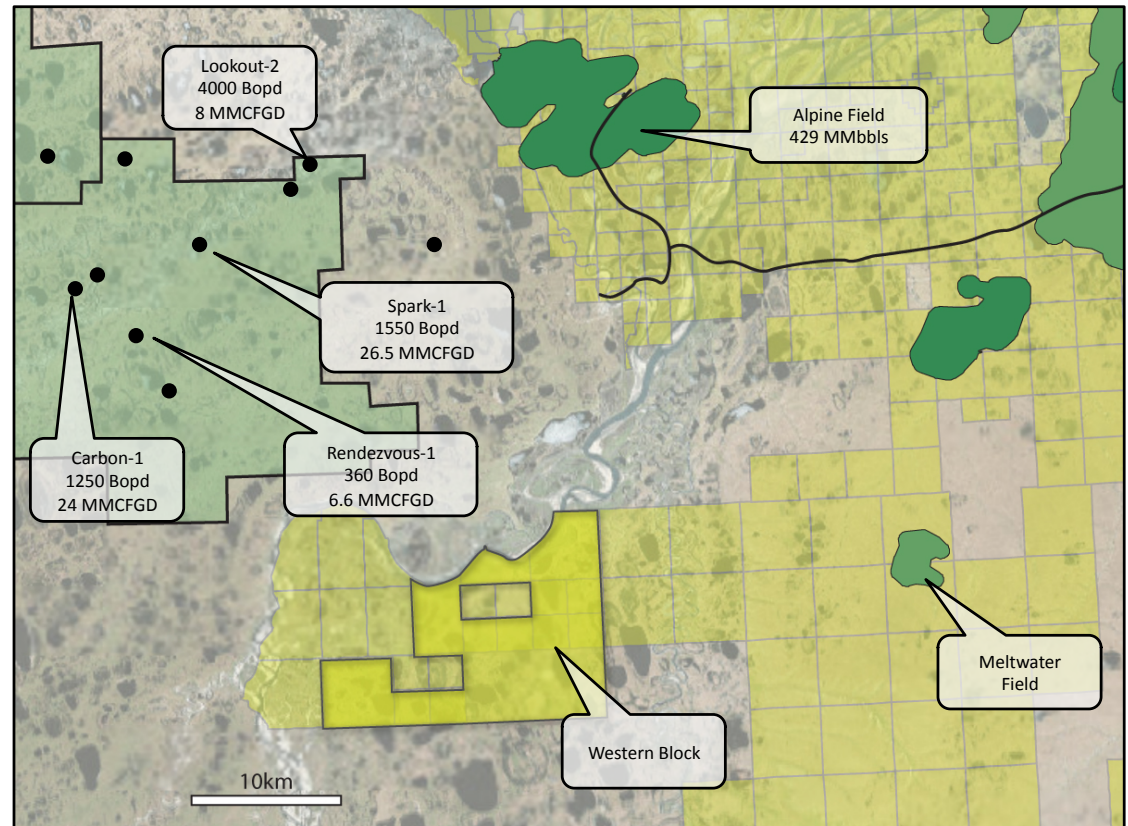 Lookout-2
4000 Bopd
8 MMCFGD
Alpine Field
429 MMbbls
Spark-1
1550 Bopd
26.5 MMCFGD
Carbon-1
1250 Bopd
24 MMCFGD
Rendezvous-1
360 Bopd
6.6 MMCFGD
Meltwater
Field
Western Block
10km